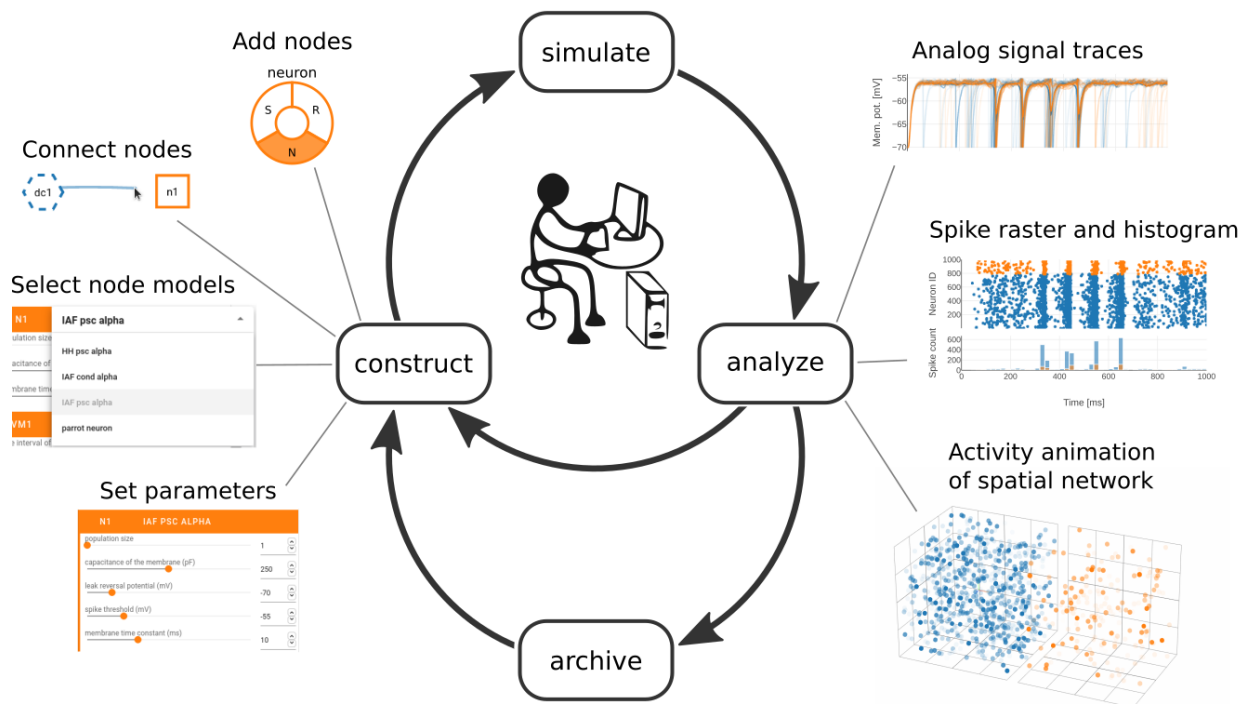 simulate
Add nodes
neuron
S
R
N
Connect nodes
dc1
n1
Select node models
N1
IAF psc alpha
HH psc alpha
IAF cond alpha
IAF psc alpha
parrot neuron
VM1
construct
Set parameters
N1 IAF PSC ALPHA
population size
1
capacitance of the membrane (pF)
250
leak reversal potential (mV)
-70
spike threshold (mV)
-55
membrane time constant (ms)
10
archive
analyze
Analog signal traces
Mem. pot. [mV]
−55
−60
−65
−70
Spike raster and histogram
Neuron ID
1000
800
600
400
200
Spike count
600
400
200
0
0 200 400 600 800 1000
Time [ms]
Activity animation
of spatial network